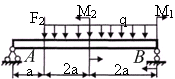 F₂ M₂ q M₁
A B
a 2a 2a